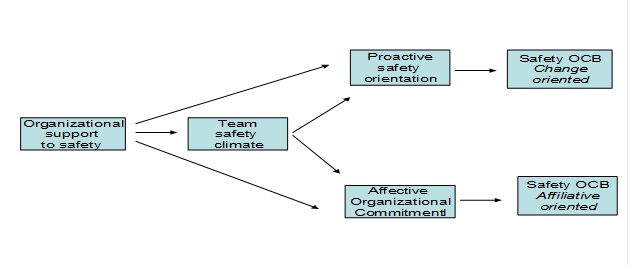 Organizational
support
to safety
Team
safety
climate
Proactive
safety
orientation
Safety OCB
Change
oriented
Affective
Organizational
Commitmentl
Safety OCB
Affiliative
oriented